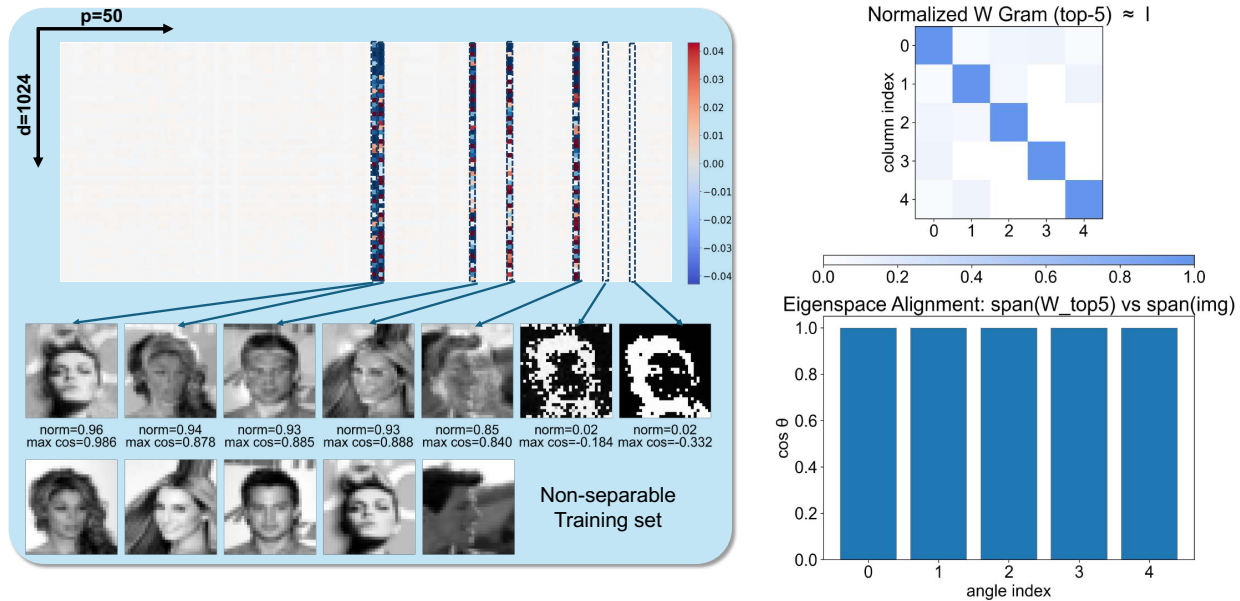 p=50
d=1024
0.04
0.03
0.02
0.01
0.00
−0.01
−0.02
−0.03
−0.04
norm=0.96
max cos=0.986
norm=0.94
max cos=0.878
norm=0.93
max cos=0.885
norm=0.93
max cos=0.888
norm=0.85
max cos=0.840
norm=0.02
max cos=-0.184
norm=0.02
max cos=-0.332
Non-separable
Training set
Normalized W Gram (top-5) ≈ I
column index
0
1
2
3
4
0 1 2 3 4
0.0 0.2 0.4 0.6 0.8 1.0
Eigenspace Alignment: span(W_top5) vs span(img)
cos θ
1.0
0.8
0.6
0.4
0.2
0.0
0 1 2 3 4
angle index